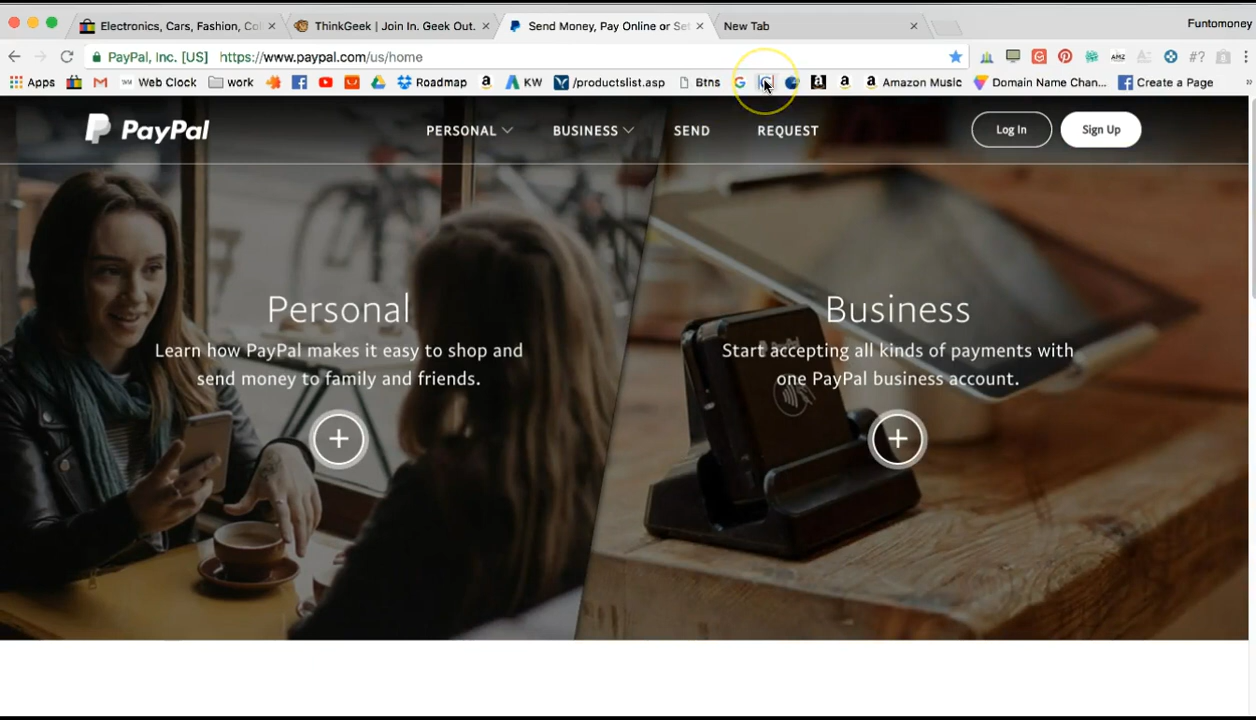 Electronics, Cars, Fashion, Co
ThinkGeek | Join In. Geek Out.
Send Money, Pay Online or Set
New Tab
Funtomoney
PayPal, Inc. [US] https://www.paypal.com/us/home
#?
Apps Web Clock work Roadmap KW /productslist.asp Btns Amazon Music Domain Name Chan... Create a Page
PayPal PERSONAL BUSINESS SEND REQUEST Log In Sign Up
Personal
Learn how PayPal makes it easy to shop and
send money to family and friends.
+
Business
Start accepting all kinds of payments with
one PayPal business account.
+